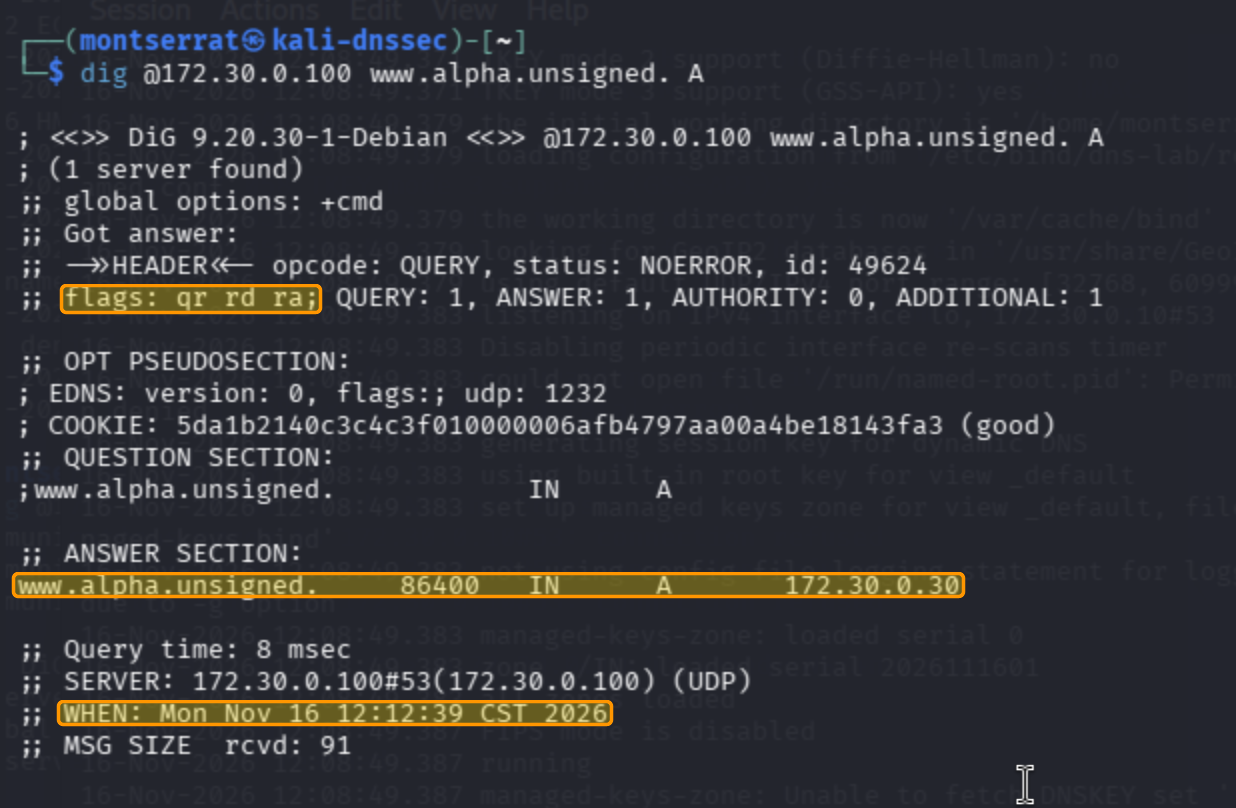 Session Actions Edit View Help
┌──(montserrat㉿kali-dnssec)-[~]
└─$ dig @172.30.0.100 www.alpha.unsigned. A
; <<>> DiG 9.20.30-1-Debian <<>> @172.30.0.100 www.alpha.unsigned. A
; (1 server found)
;; global options: +cmd
;; Got answer:
;; ->>HEADER<<- opcode: QUERY, status: NOERROR, id: 49624
;; flags: qr rd ra; QUERY: 1, ANSWER: 1, AUTHORITY: 0, ADDITIONAL: 1
;; OPT PSEUDOSECTION:
; EDNS: version: 0, flags:; udp: 1232
; COOKIE: 5da1b2140c3c4c3f010000006afb4797aa00a4be18143fa3 (good)
;; QUESTION SECTION:
;www.alpha.unsigned. IN A
;; ANSWER SECTION:
www.alpha.unsigned. 86400 IN A 172.30.0.30
;; Query time: 8 msec
;; SERVER: 172.30.0.100#53(172.30.0.100) (UDP)
;; WHEN: Mon Nov 16 12:12:39 CST 2026
;; MSG SIZE rcvd: 91